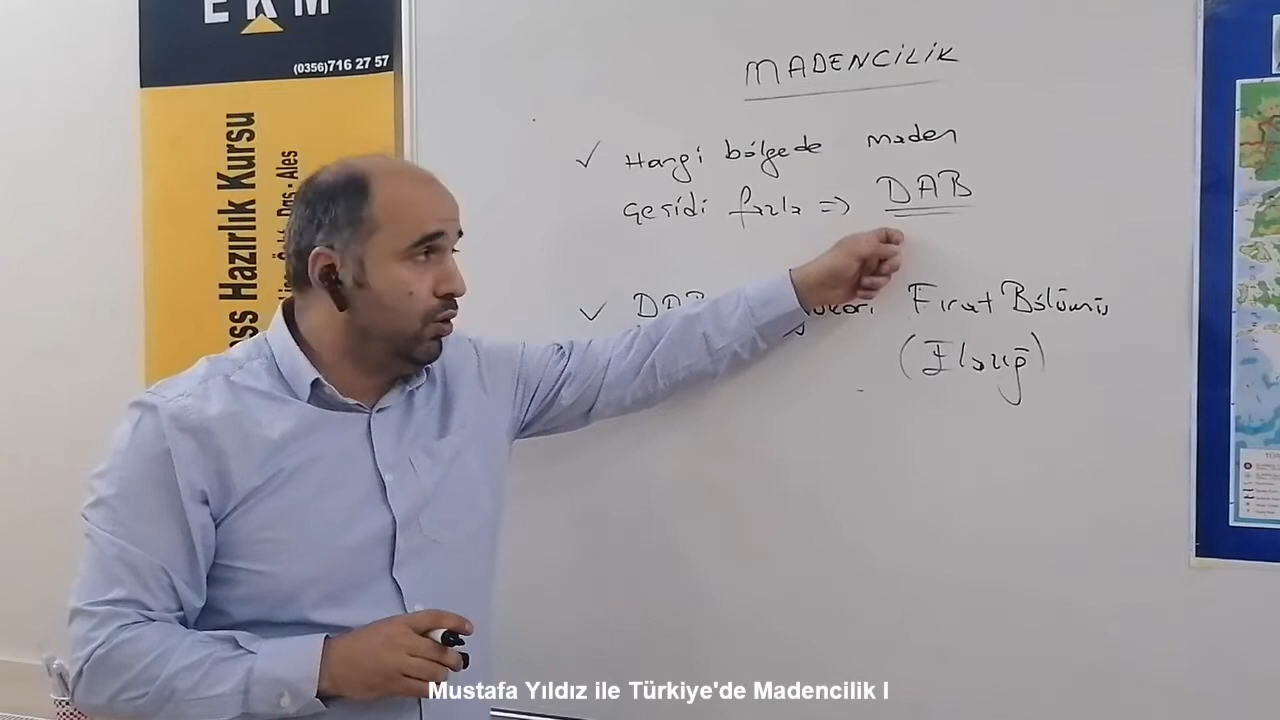 EKM
(0356)716 27 57
Hazırlık Kursu
Ales
MADENCİLİK
✓ Hangi bölgede maden
çeşidi fazla => DAB
✓ DAB Fırat Bölümü
(Elazığ)
Mustafa Yıldız ile Türkiye'de Madencilik I